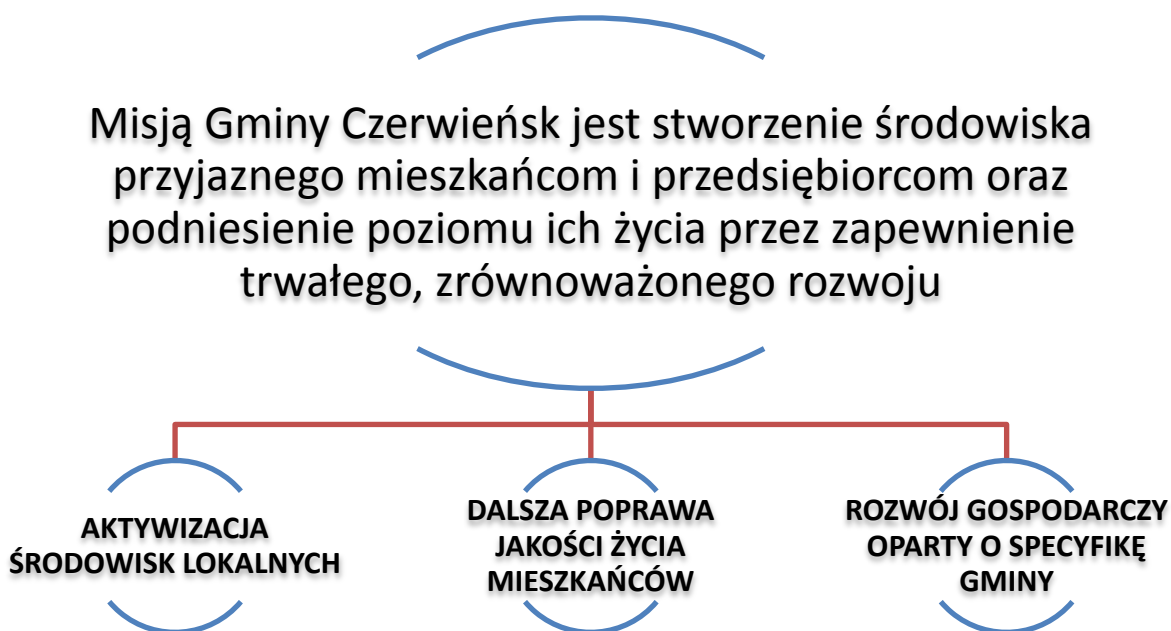 Misją Gminy Czerwieńsk jest stworzenie środowiska
przyjaznego mieszkańcom i przedsiębiorcom oraz
podniesienie poziomu ich życia przez zapewnienie
trwałego, zrównoważonego rozwoju
AKTYWIZACJA
ŚRODOWISK LOKALNYCH
DALSZA POPRAWA
JAKOŚCI ŻYCIA
MIESZKAŃCÓW
ROZWÓJ GOSPODARCZY
OPARTY O SPECYFIKĘ
GMINY